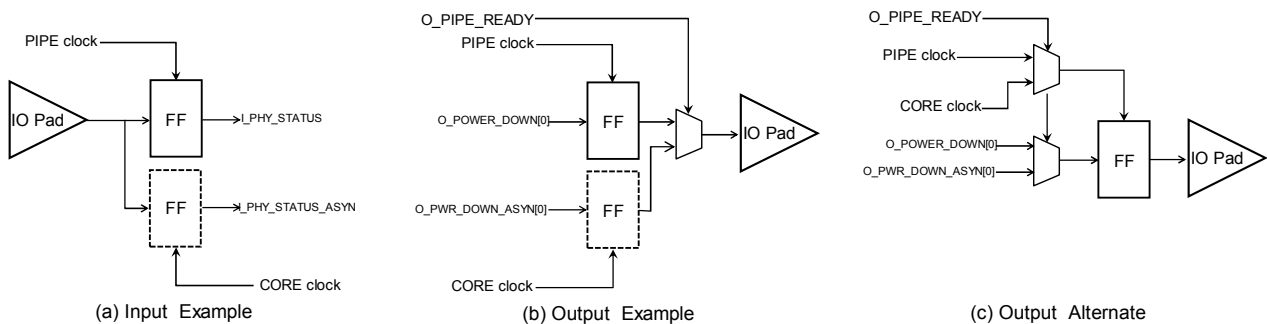 PIPE clock
IO Pad
FF
I_PHY_STATUS
FF
I_PHY_STATUS_ASYN
CORE clock
(a) Input Example
O_PIPE_READY
PIPE clock
O_POWER_DOWN[0]
FF
IO Pad
O_PWR_DOWN_ASYN[0]
FF
CORE clock
(b) Output Example
O_PIPE_READY
PIPE clock
CORE clock
O_POWER_DOWN[0]
O_PWR_DOWN_ASYN[0]
FF
IO Pad
(c) Output Alternate